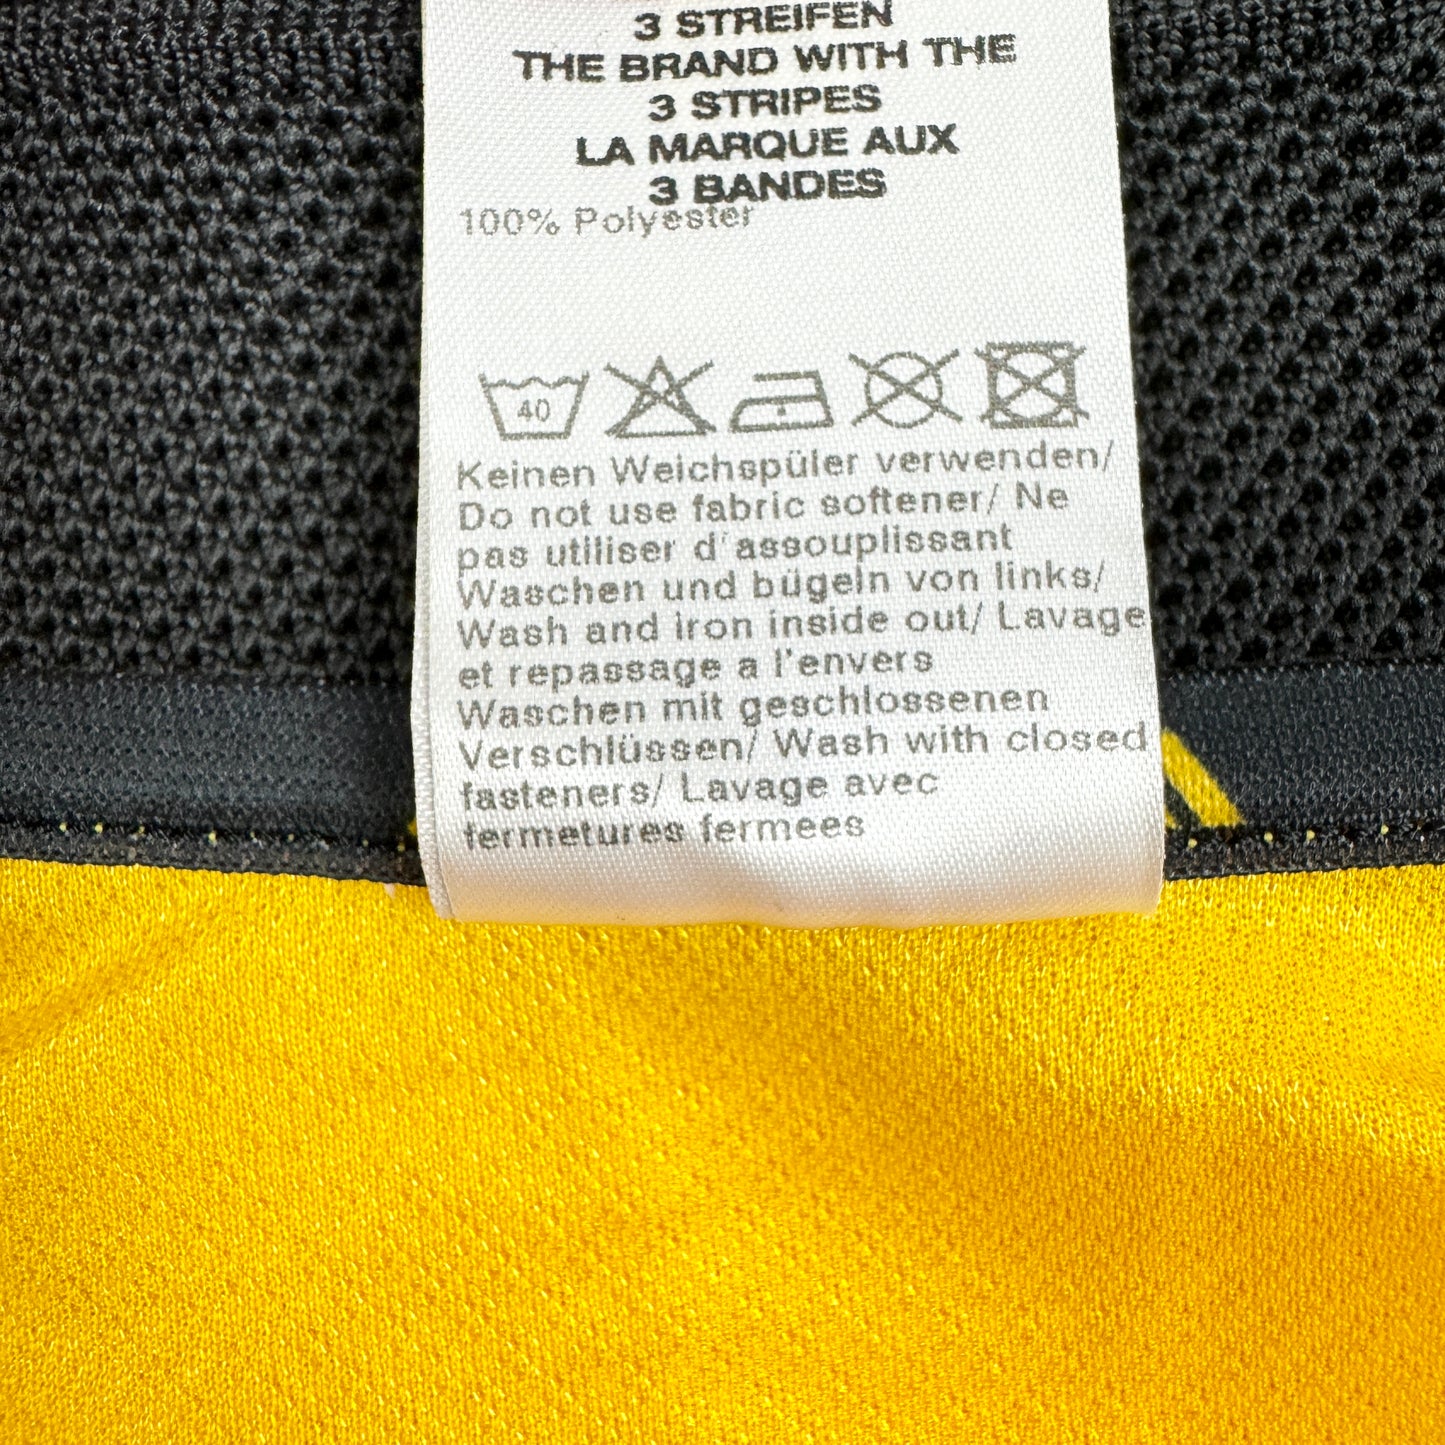 3 STREIFEN
THE BRAND WITH THE
3 STRIPES
LA MARQUE AUX
3 BANDES
100% Polyester
40
Keinen Weichspüler verwenden/
Do not use fabric softener/ Ne
pas utiliser d'assouplissant
Waschen und bügeln von links/
Wash and iron inside out/ Lavage
et repassage a l'envers
Waschen mit geschlossenen
Verschlüssen/ Wash with closed
fasteners/ Lavage avec
fermetures fermees